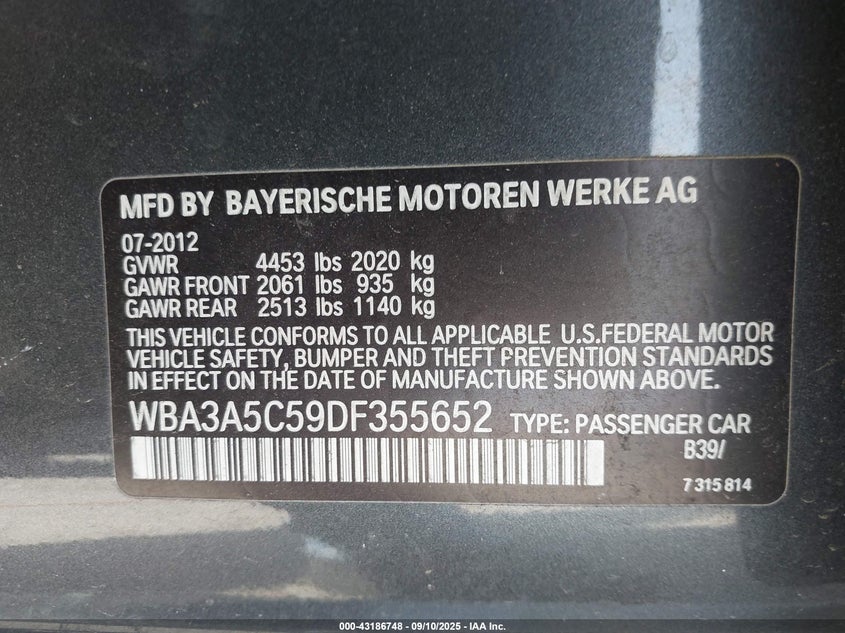 MFD BY BAYERISCHE MOTOREN WERKE AG
07-2012
GVWR 4453 lbs 2020 kg
GAWR FRONT 2061 lbs 935 kg
GAWR REAR 2513 lbs 1140 kg
THIS VEHICLE CONFORMS TO ALL APPLICABLE U.S.FEDERAL MOTOR
VEHICLE SAFETY, BUMPER AND THEFT PREVENTION STANDARDS
IN EFFECT ON THE DATE OF MANUFACTURE SHOWN ABOVE.
WBA3A5C59DF355652 TYPE: PASSENGER CAR
B39/
7 315 814
000-43186748 - 09/10/2025 - IAA Inc.